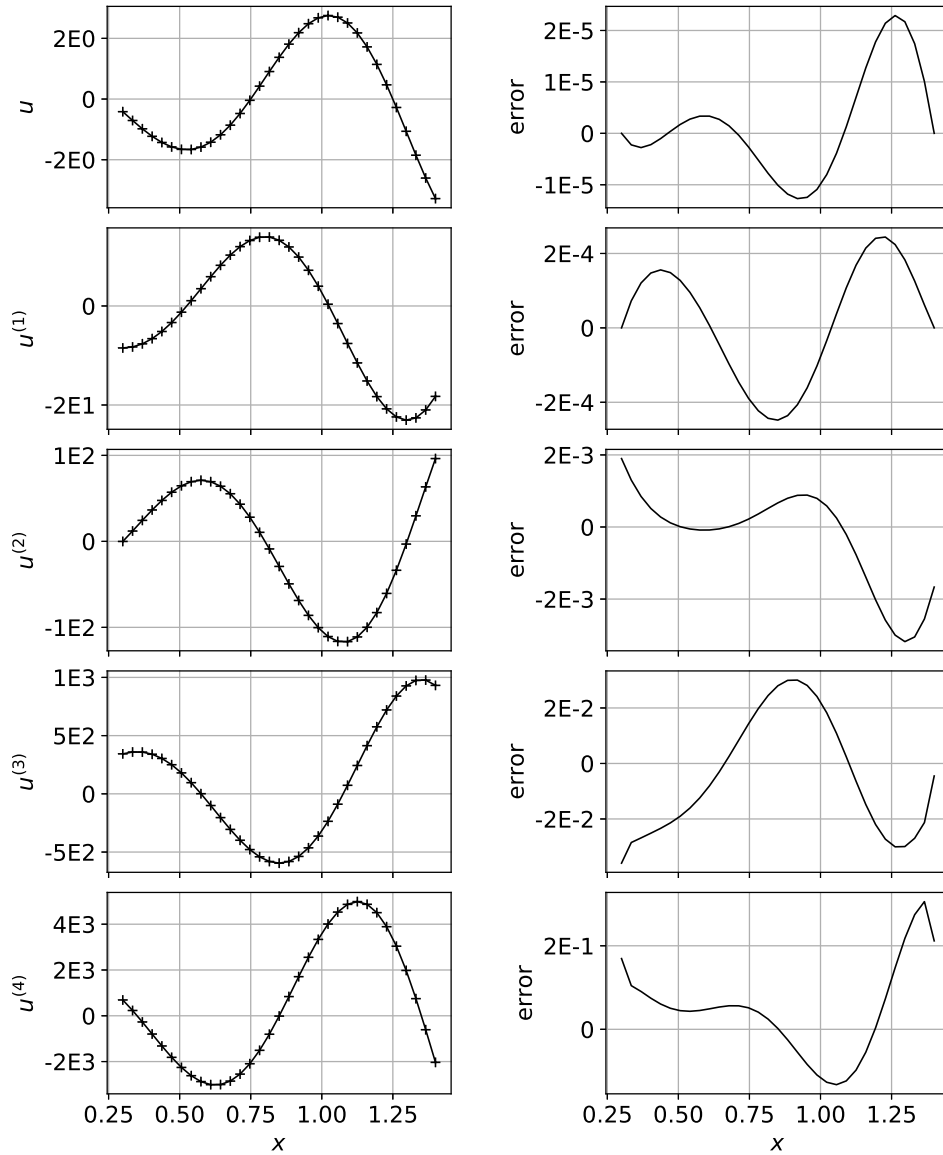 2E0
0
-2E0
u
2E-5
1E-5
0
-1E-5
error
0
-2E1
u(1)
2E-4
0
-2E-4
error
1E2
0
-1E2
u(2)
2E-3
0
-2E-3
error
1E3
5E2
0
-5E2
u(3)
2E-2
0
-2E-2
error
4E3
2E3
0
-2E3
u(4)
0.25 0.50 0.75 1.00 1.25
x
2E-1
0
error
0.25 0.50 0.75 1.00 1.25
x